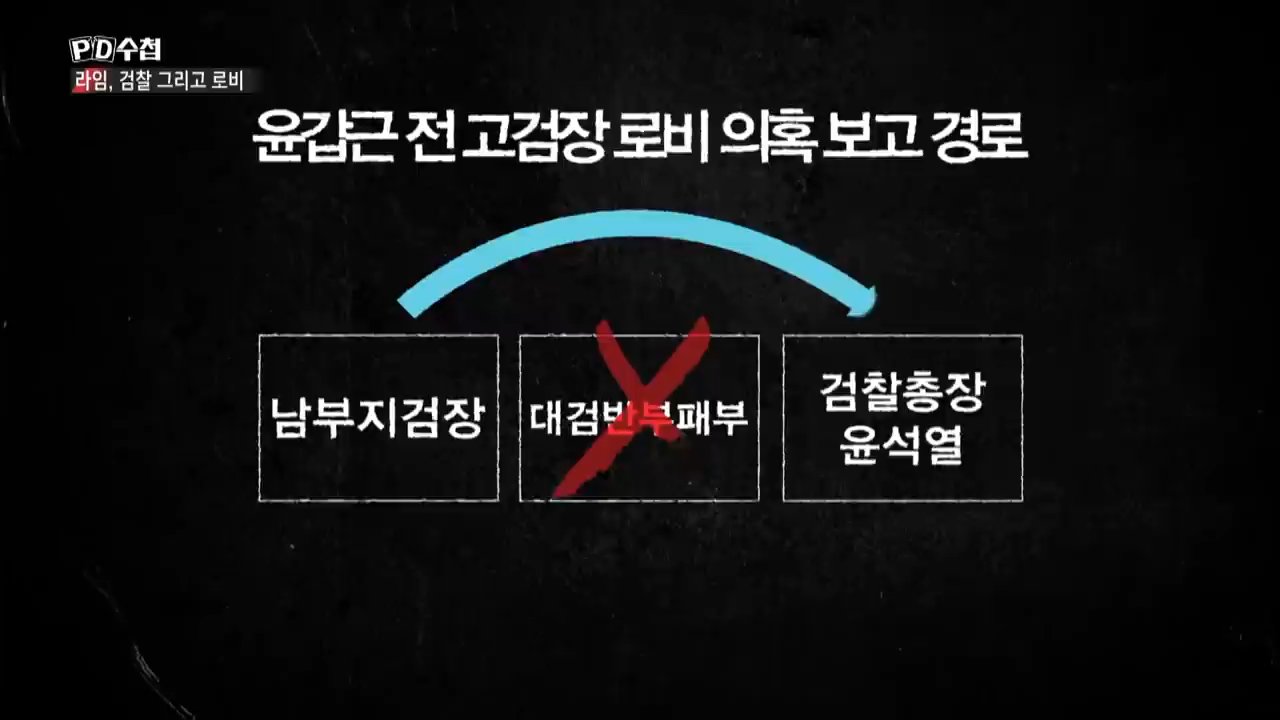 PD수첩
라임, 검찰 그리고 로비
윤갑근 전 고검장 로비 의혹 보고 경로
남부지검장
대검반부패부
검찰총장
윤석열